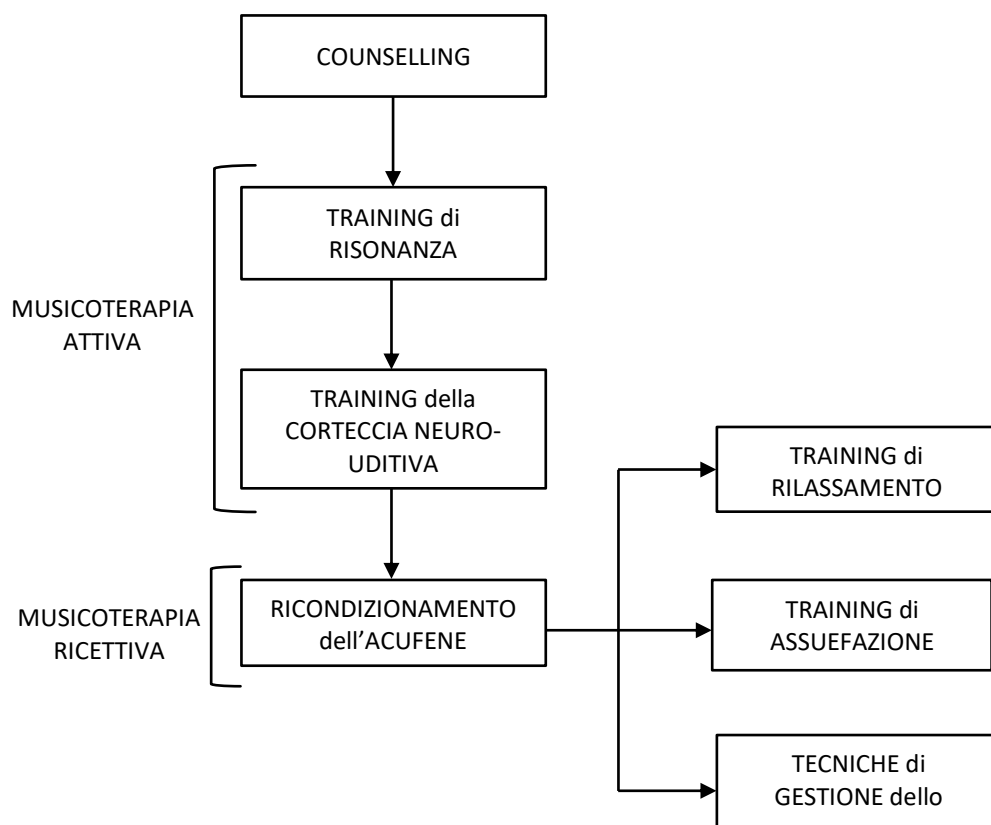 COUNSELLING
TRAINING di
RISONANZA
MUSICOTERAPIA
ATTIVA
TRAINING della
CORTECCIA NEURO-
UDITIVA
TRAINING di
RILASSAMENTO
MUSICOTERAPIA
RICETTIVA
RICONDIZIONAMENTO
dell’ACUFENE
TRAINING di
ASSUEFAZIONE
TECNICHE di
GESTIONE dello